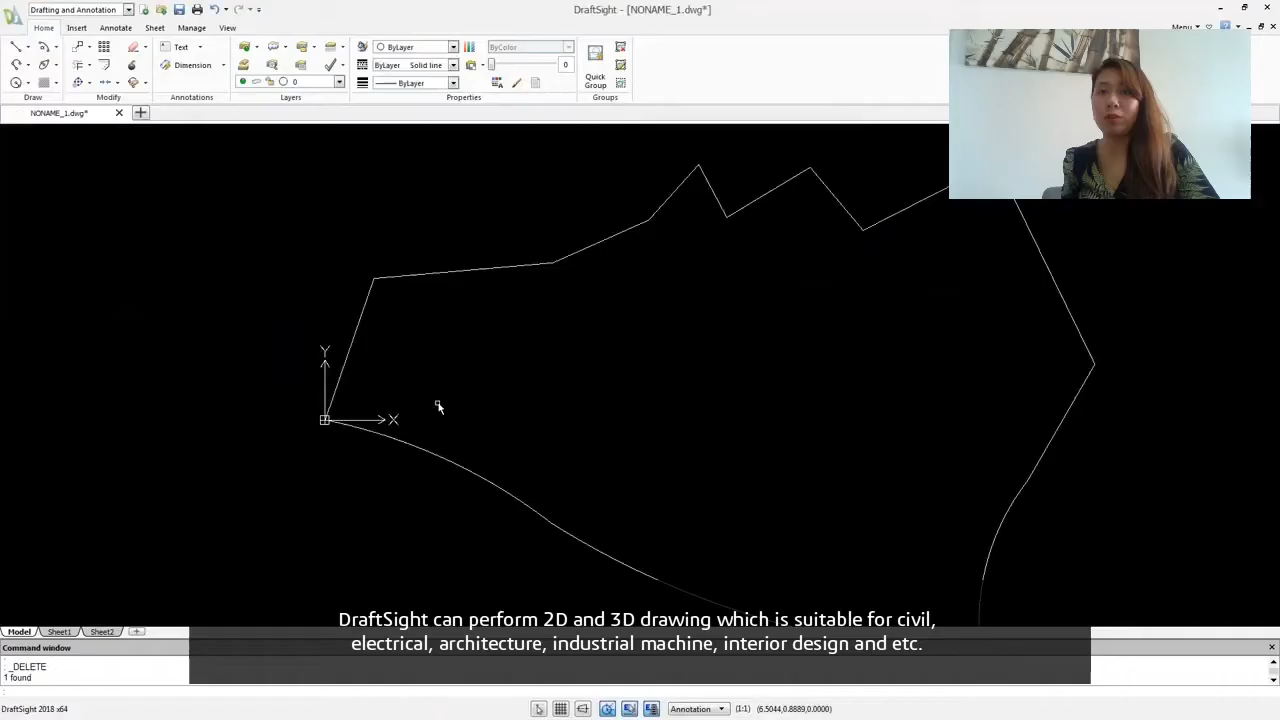 Drafting and Annotation
DraftSight - [NONAME_1.dwg*]
Home
Insert
Annotate
Sheet
Manage
View
Menu
Text
Dimension
ByLayer
ByColor
ByLayer
Solid line
0
0
ByLayer
Quick
Group
Draw
Modify
Annotations
Layers
Properties
Groups
NONAME_1.dwg*
Y
X
DraftSight can perform 2D and 3D drawing which is suitable for civil,
electrical, architecture, industrial machine, interior design and etc.
Model
Sheet1
Sheet2
Command window
: _DELETE
1 found
:
DraftSight 2018 x64
Annotation
(1:1)
(6.5044,0.8889,0.0000)